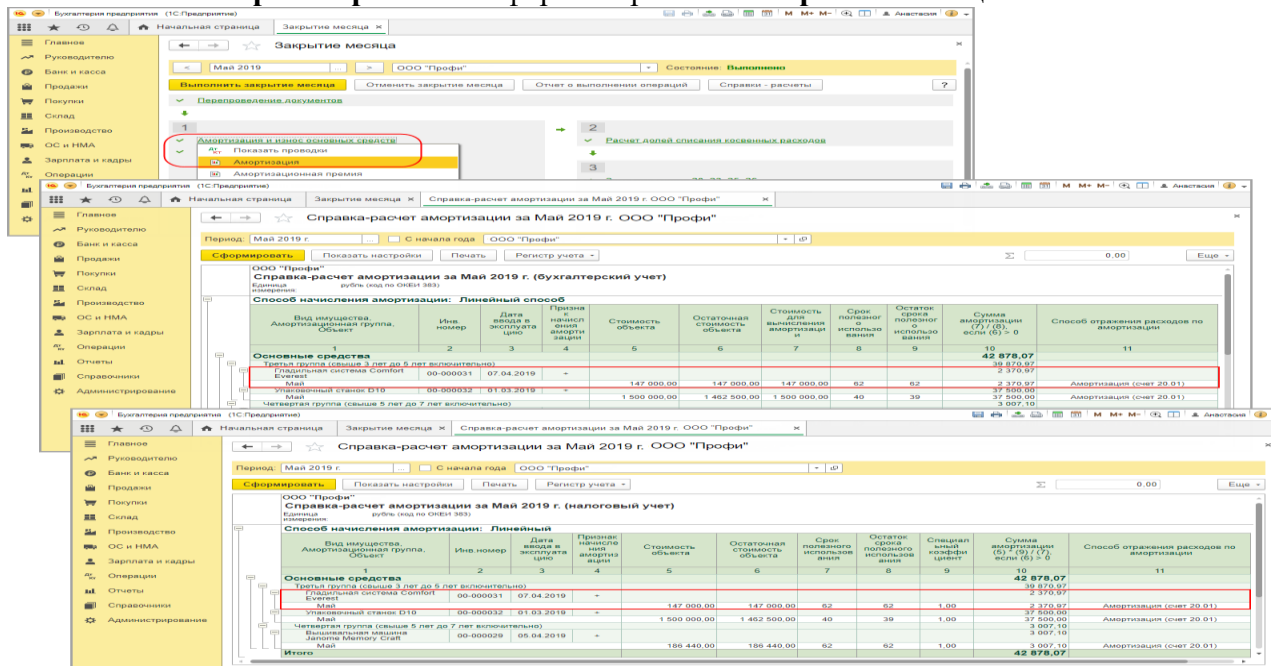 Бухгалтерия предприятия (1С:Предприятие)
M M+ M-
Анастасия
Начальная страница
Закрытие месяца ×
Главное
Руководителю
Банк и касса
Продажи
Покупки
Склад
Производство
ОС и НМА
Зарплата и кадры
Операции
Закрытие месяца
Май 2019
ООО "Профи"
Состояние: Выполнено
Выполнить закрытие месяца
Отменить закрытие месяца
Отчет о выполнении операций
Справки - расчеты
?
Перепроведение документов
1
Амортизация и износ основных средств
Показать проводки
Амортизация
Амортизационная премия
2
Расчет долей списания косвенных расходов
3
Бухгалтерия предприятия (1С:Предприятие)
M M+ M-
Анастасия
Начальная страница
Закрытие месяца ×
Справка-расчет амортизации за Май 2019 г. ООО "Профи" ×
Главное
Руководителю
Банк и касса
Продажи
Покупки
Склад
Производство
ОС и НМА
Зарплата и кадры
Операции
Отчеты
Справочники
Администрирование
Справка-расчет амортизации за Май 2019 г. ООО "Профи"
Период: Май 2019 г. ... С начала года ООО "Профи"
Сформировать
Показать настройки
Печать
Регистр учета
Σ 0,00
Еще
ООО "Профи"
Справка-расчет амортизации за Май 2019 г. (бухгалтерский учет)
Единица измерения: рубль (код по ОКЕИ 383)
Способ начисления амортизации: Линейный способ
Вид имущества, Амортизационная группа, Объект
Инв. номер
Дата ввода в эксплуатацию
Признак начисления амортизации
Стоимость объекта
Остаточная стоимость объекта
Стоимость для вычисления амортизации
Срок полезного использования
Остаток срока полезного использования
Сумма амортизации (7) / (8), если (6) > 0
Способ отражения расходов по амортизации
1 2 3 4 5 6 7 8 9 10 11
Основные средства 42 878,07
Третья группа (свыше 3 лет до 5 лет включительно) 39 870,97
Гладильная система Comfort Everest 00-000031 07.04.2019 + 2 370,97
Май 147 000,00 147 000,00 147 000,00 62 62 2 370,97 Амортизация (счет 20.01)
Упаковочный станок D10 00-000032 01.03.2019 + 37 500,00
Май 1 500 000,00 1 462 500,00 1 500 000,00 40 39 37 500,00 Амортизация (счет 20.01)
Четвертая группа (свыше 5 лет до 7 лет включительно) 3 007,10
Бухгалтерия предприятия (1С:Предприятие)
M M+ M-
Анастасия
Начальная страница
Закрытие месяца ×
Справка-расчет амортизации за Май 2019 г. ООО "Профи" ×
Главное
Руководителю
Банк и касса
Продажи
Покупки
Склад
Производство
ОС и НМА
Зарплата и кадры
Операции
Отчеты
Справочники
Администрирование
Справка-расчет амортизации за Май 2019 г. ООО "Профи"
Период: Май 2019 г. ... С начала года ООО "Профи"
Сформировать
Показать настройки
Печать
Регистр учета
Σ 0,00
Еще
ООО "Профи"
Справка-расчет амортизации за Май 2019 г. (налоговый учет)
Единица измерения: рубль (код по ОКЕИ 383)
Способ начисления амортизации: Линейный
Вид имущества, Амортизационная группа, Объект
Инв.номер
Дата ввода в эксплуатацию
Признак начисления амортизации
Стоимость объекта
Остаточная стоимость объекта
Срок полезного использования
Остаток срока полезного использования
Специальный коэффициент
Сумма амортизации (5) * (9) / (7), если (6) > 0
Способ отражения расходов по амортизации
1 2 3 4 5 6 7 8 9 10 11
Основные средства 42 878,07
Третья группа (свыше 3 лет до 5 лет включительно) 39 870,97
Гладильная система Comfort Everest 00-000031 07.04.2019 + 2 370,97
Май 147 000,00 147 000,00 62 62 1,00 2 370,97 Амортизация (счет 20.01)
Упаковочный станок D10 00-000032 01.03.2019 + 37 500,00
Май 1 500 000,00 1 462 500,00 40 39 1,00 37 500,00 Амортизация (счет 20.01)
Четвертая группа (свыше 5 лет до 7 лет включительно) 3 007,10
Вышивальная машина Janome Memory Craft 00-000029 05.04.2019 + 3 007,10
Май 186 440,00 186 440,00 62 62 1,00 3 007,10 Амортизация (счет 20.01)
Итого 42 878,07